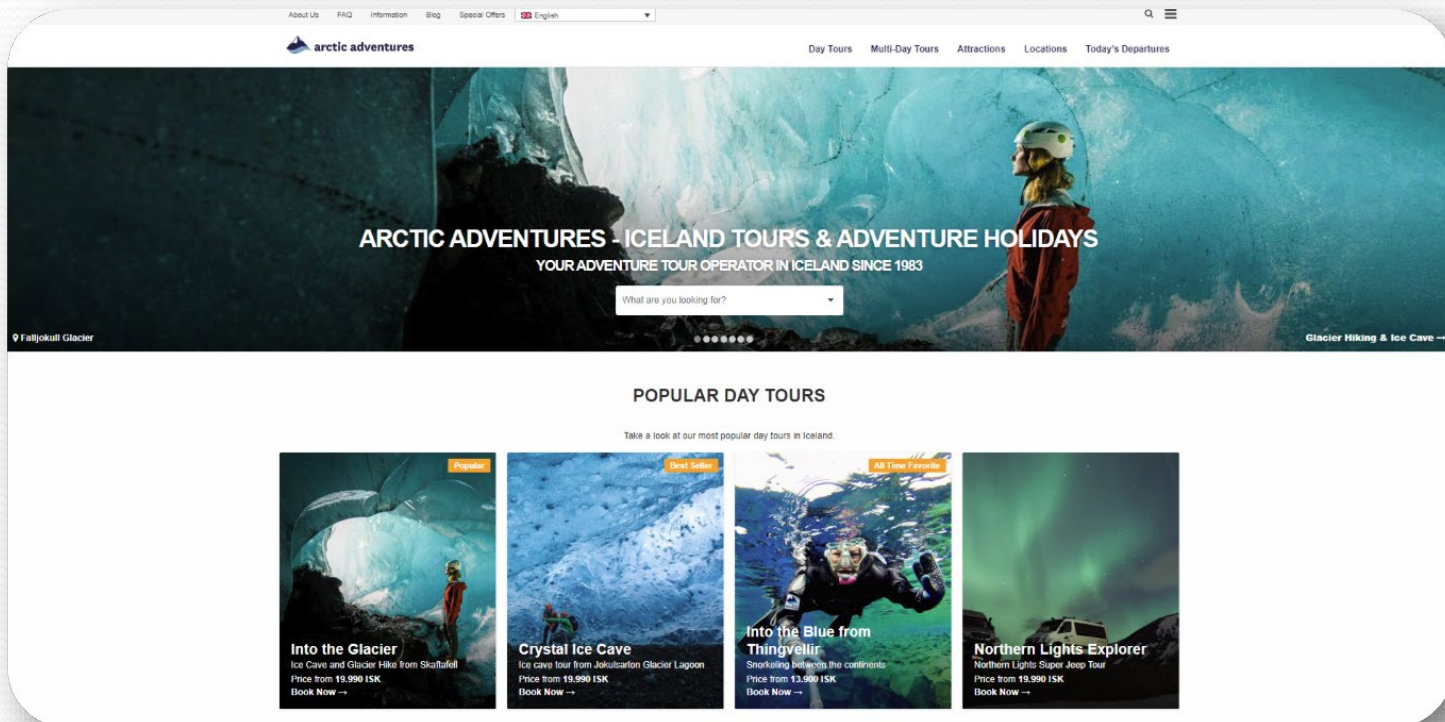 About Us FAQ Information Blog Special Offers English
arctic adventures
Day Tours Multi-Day Tours Attractions Locations Today's Departures
ARCTIC ADVENTURES - ICELAND TOURS & ADVENTURE HOLIDAYS
YOUR ADVENTURE TOUR OPERATOR IN ICELAND SINCE 1983
What are you looking for?
Falljokull Glacier
Glacier Hiking & Ice Cave →
POPULAR DAY TOURS
Take a look at our most popular day tours in Iceland.
Popular
Into the Glacier
Ice Cave and Glacier Hike from Skaftafell
Price from 19.990 ISK
Book Now →
Best Seller
Crystal Ice Cave
Ice cave tour from Jokulsarlon Glacier Lagoon
Price from 19.990 ISK
Book Now →
All Time Favorite
Into the Blue from
Thingvellir
Snorkeling between the continents
Price from 13.900 ISK
Book Now →
Northern Lights Explorer
Northern Lights Super Jeep Tour
Price from 19.990 ISK
Book Now →